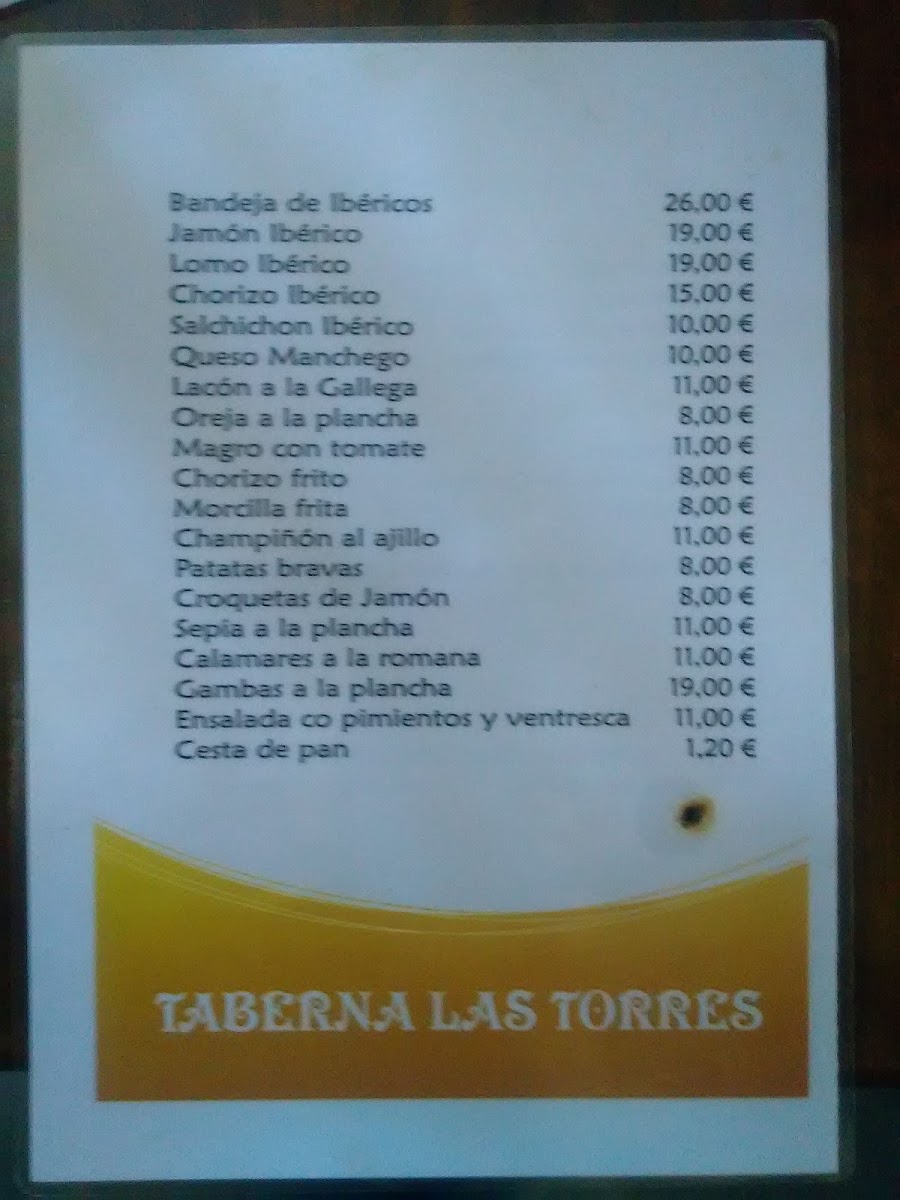 Bandeja de Ibéricos 26,00 €
Jamón Ibérico 19,00 €
Lomo Ibérico 19,00 €
Chorizo Ibérico 15,00 €
Salchichon Ibérico 10,00 €
Queso Manchego 10,00 €
Lacón a la Gallega 11,00 €
Oreja a la plancha 8,00 €
Magro con tomate 11,00 €
Chorizo frito 8,00 €
Morcilla frita 8,00 €
Champiñón al ajillo 11,00 €
Patatas bravas 8,00 €
Croquetas de Jamón 8,00 €
Sepia a la plancha 11,00 €
Calamares a la romana 11,00 €
Gambas a la plancha 19,00 €
Ensalada co pimientos y ventresca 11,00 €
Cesta de pan 1,20 €
TABERNA LAS TORRES